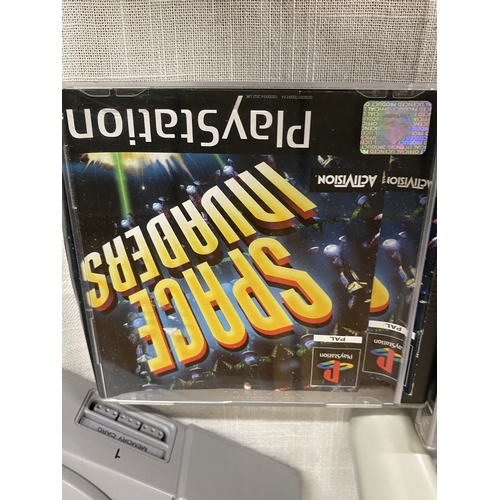 PlayStation
ACTIVISION
ACTIVISION
SPACE
INVADERS
PAL
PlayStation
PAL
PlayStation
1
MEMORY CARD